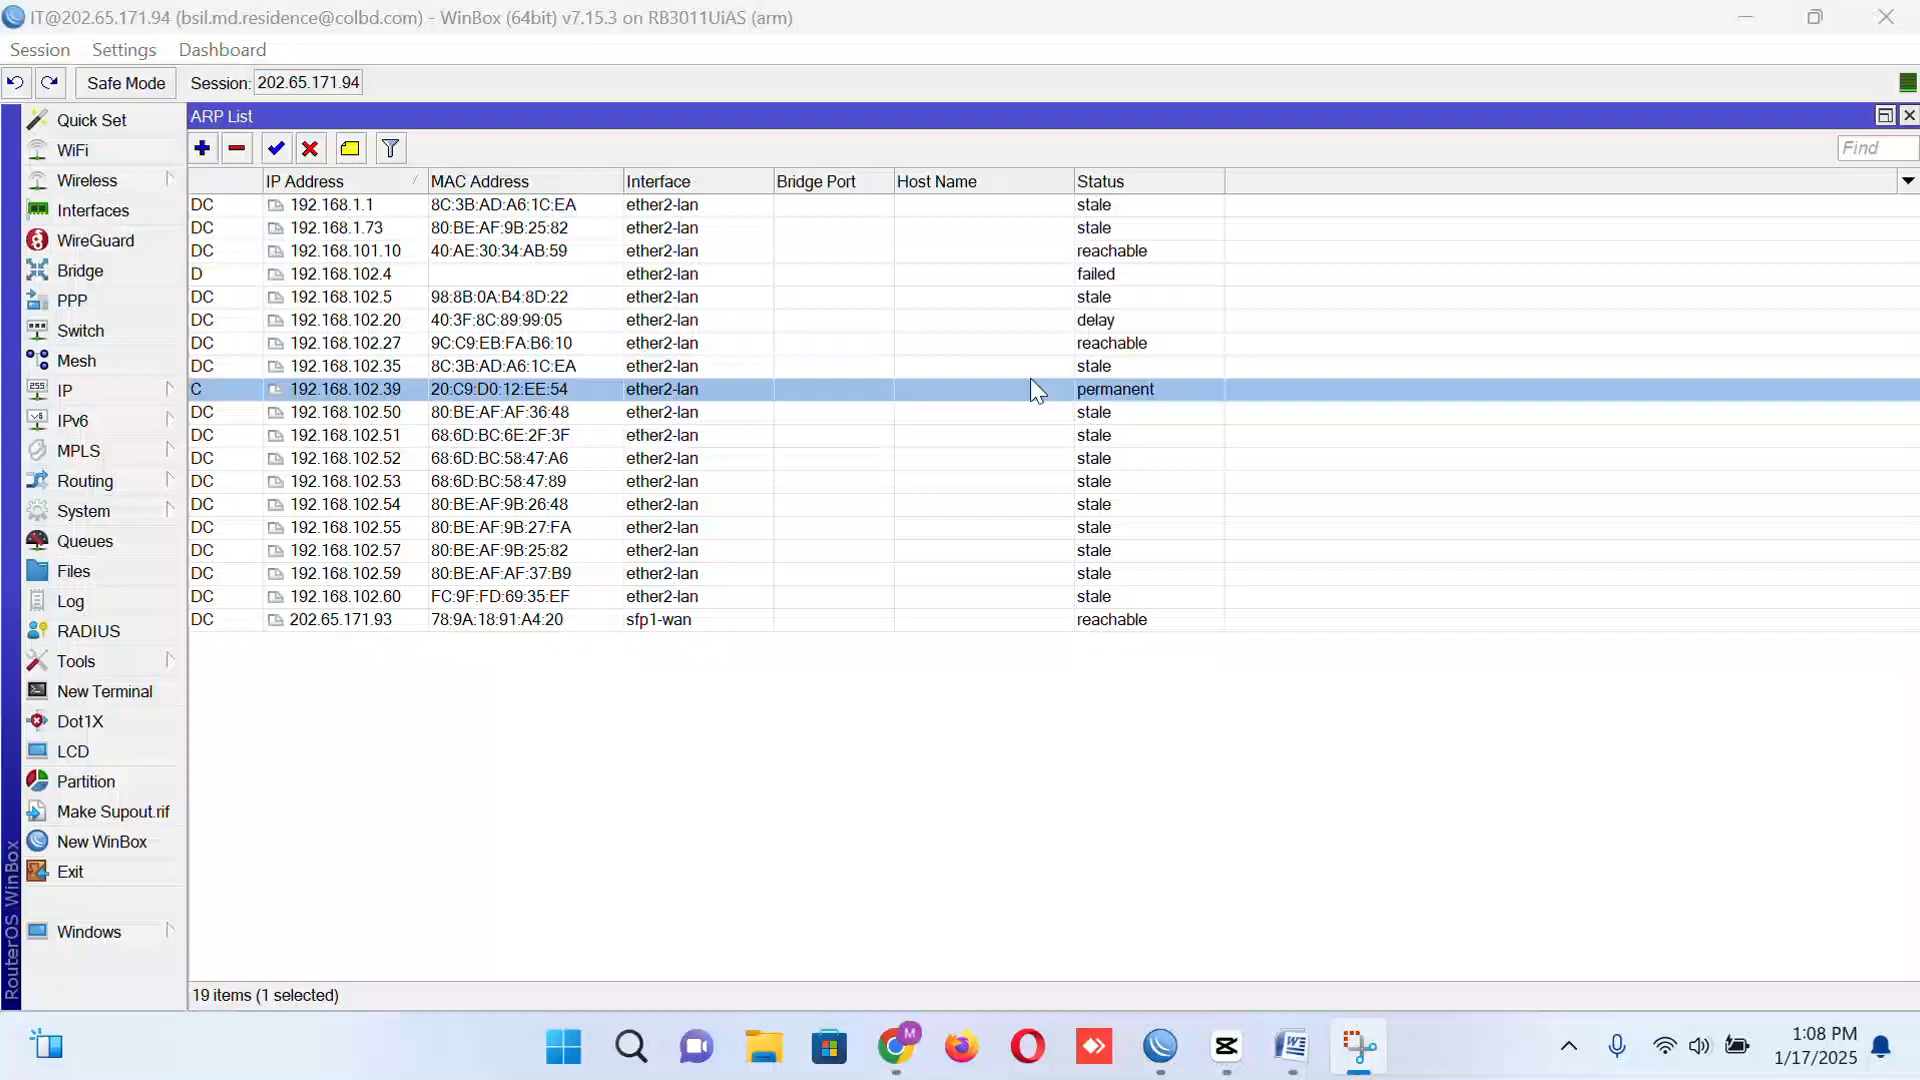 IT@202.65.171.94 (bsil.md.residence@colbd.com) - WinBox (64bit) v7.15.3 on RB3011UiAS (arm)
Session Settings Dashboard
Safe Mode Session: 202.65.171.94
Quick Set
WiFi
Wireless
Interfaces
WireGuard
Bridge
PPP
Switch
Mesh
IP
IPv6
MPLS
Routing
System
Queues
Files
Log
RADIUS
Tools
New Terminal
Dot1X
LCD
Partition
Make Supout.rif
New WinBox
Exit
Windows
RouterOS WinBox
ARP List
Find
IP Address MAC Address Interface Bridge Port Host Name Status
DC 192.168.1.1 8C:3B:AD:A6:1C:EA ether2-lan stale
DC 192.168.1.73 80:BE:AF:9B:25:82 ether2-lan stale
DC 192.168.101.10 40:AE:30:34:AB:59 ether2-lan reachable
D 192.168.102.4 ether2-lan failed
DC 192.168.102.5 98:8B:0A:B4:8D:22 ether2-lan stale
DC 192.168.102.20 40:3F:8C:89:99:05 ether2-lan delay
DC 192.168.102.27 9C:C9:EB:FA:B6:10 ether2-lan reachable
DC 192.168.102.35 8C:3B:AD:A6:1C:EA ether2-lan stale
C 192.168.102.39 20:C9:D0:12:EE:54 ether2-lan permanent
DC 192.168.102.50 80:BE:AF:AF:36:48 ether2-lan stale
DC 192.168.102.51 68:6D:BC:6E:2F:3F ether2-lan stale
DC 192.168.102.52 68:6D:BC:58:47:A6 ether2-lan stale
DC 192.168.102.53 68:6D:BC:58:47:89 ether2-lan stale
DC 192.168.102.54 80:BE:AF:9B:26:48 ether2-lan stale
DC 192.168.102.55 80:BE:AF:9B:27:FA ether2-lan stale
DC 192.168.102.57 80:BE:AF:9B:25:82 ether2-lan stale
DC 192.168.102.59 80:BE:AF:AF:37:B9 ether2-lan stale
DC 192.168.102.60 FC:9F:FD:69:35:EF ether2-lan stale
DC 202.65.171.93 78:9A:18:91:A4:20 sfp1-wan reachable
19 items (1 selected)
M
1:08 PM
1/17/2025